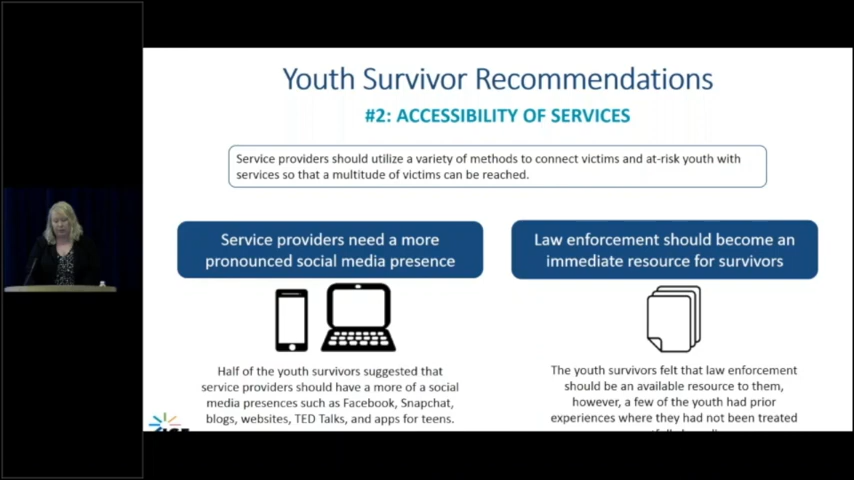 Youth Survivor Recommendations
#2: ACCESSIBILITY OF SERVICES
Service providers should utilize a variety of methods to connect victims and at-risk youth with
services so that a multitude of victims can be reached.
Service providers need a more
pronounced social media presence
Half of the youth survivors suggested that
service providers should have a more of a social
media presences such as Facebook, Snapchat,
blogs, websites, TED Talks, and apps for teens.
Law enforcement should become an
immediate resource for survivors
The youth survivors felt that law enforcement
should be an available resource to them,
however, a few of the youth had prior
experiences where they had not been treated